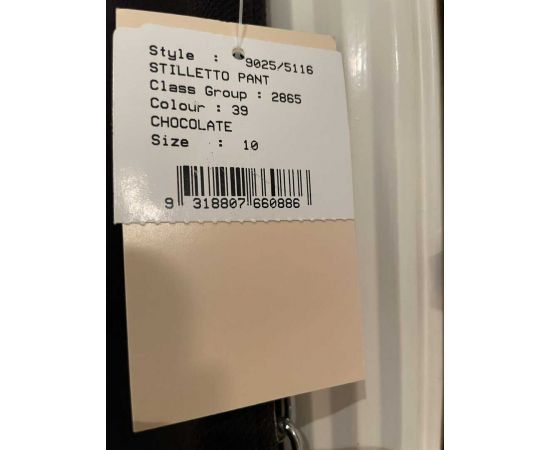 Style : 9025/5116
STILLETTO PANT
Class Group : 2865
Colour : 39
CHOCOLATE
Size : 10
9 318807 660886